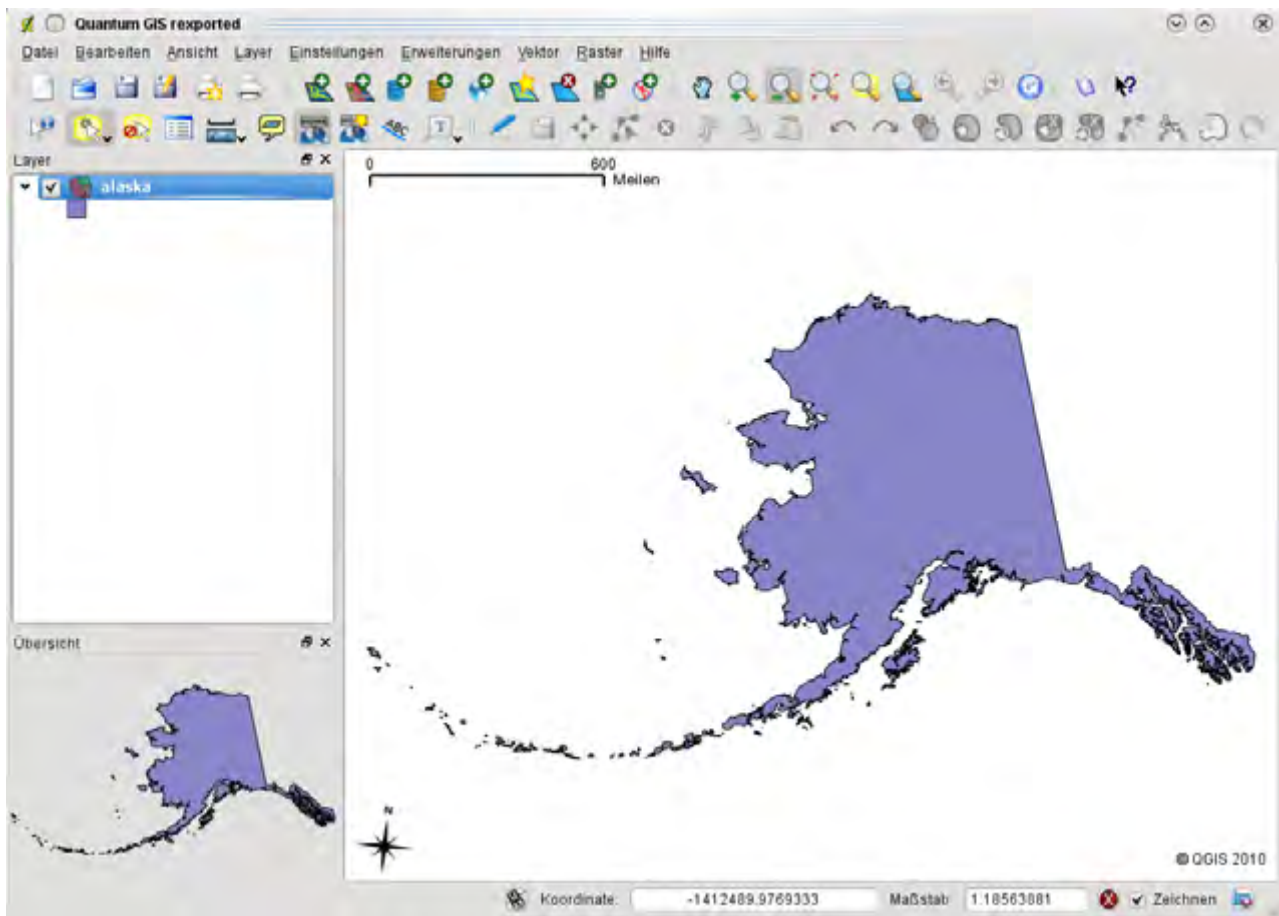 Quantum GIS rexported
Datei Bearbeiten Ansicht Layer Einstellungen Erweiterungen Vektor Raster Hilfe
Layer
alaska
0 600
Meilen
Übersicht
N
© QGIS 2010
Koordinate: -1412489.9769333 Maßstab 1:18563881 Zeichnen